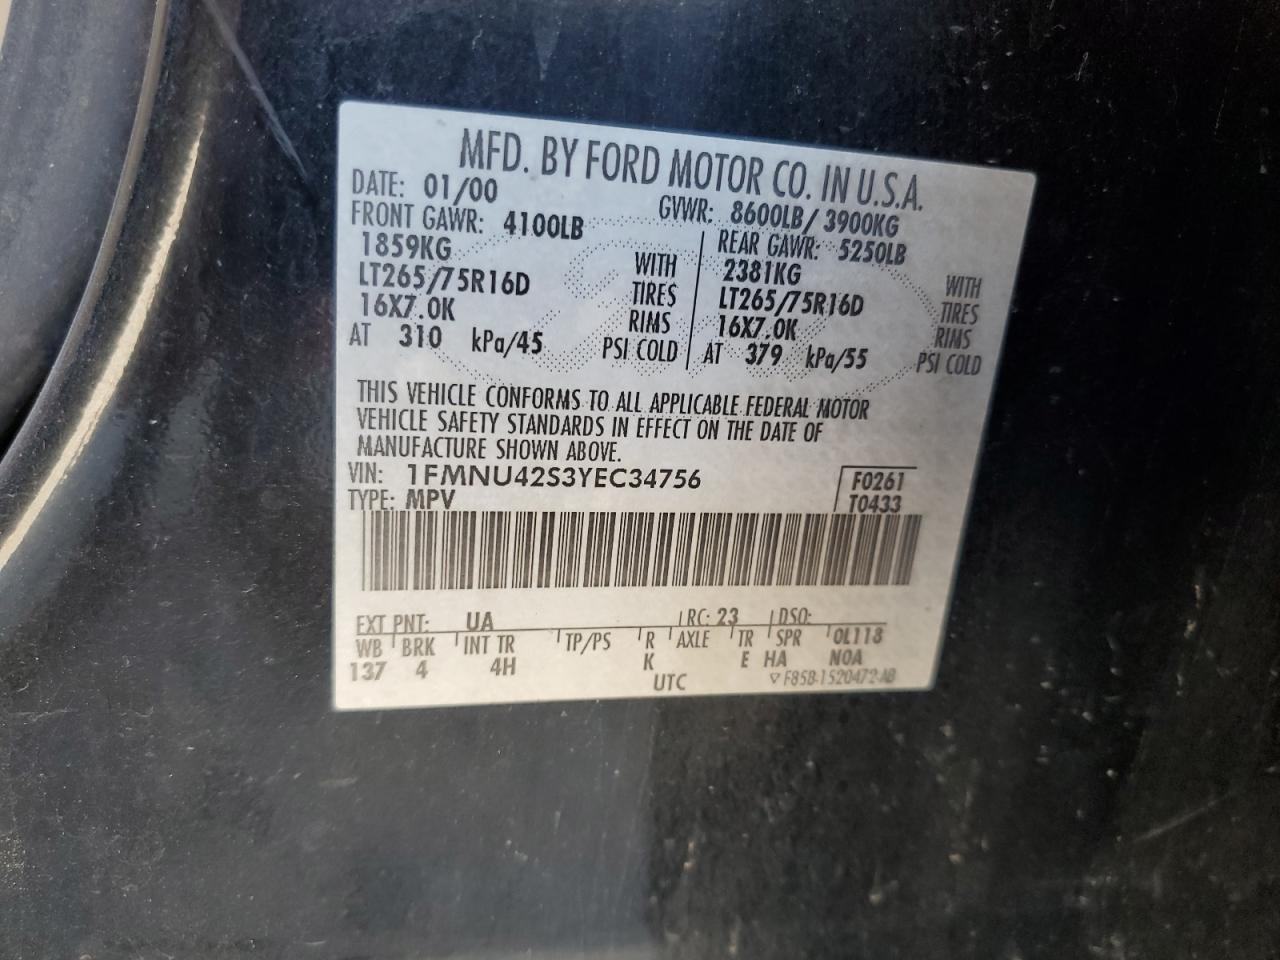 MFD. BY FORD MOTOR CO. IN U.S.A.
DATE: 01/00 GVWR: 8600LB/ 3900KG
FRONT GAWR: 4100LB REAR GAWR: 5250LB
1859KG WITH 2381KG WITH
LT265/75R16D TIRES LT265/75R16D TIRES
16X7.0K RIMS 16X7.0K RIMS
AT 310 kPa/45 PSI COLD AT 379 kPa/55 PSI COLD
THIS VEHICLE CONFORMS TO ALL APPLICABLE FEDERAL MOTOR
VEHICLE SAFETY STANDARDS IN EFFECT ON THE DATE OF
MANUFACTURE SHOWN ABOVE.
VIN: 1FMNU42S3YEC34756 F0261
TYPE: MPV T0433
EXT PNT: UA RC: 23 DSO:
WB BRK INT TR TP/PS R AXLE TR SPR OL118
137 4 4H K E HA NOA
UTC ▽ F85B-1520472-AB